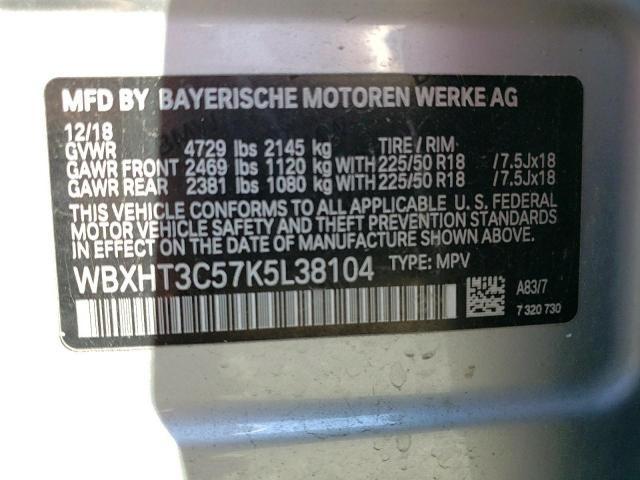 MFD BY BAYERISCHE MOTOREN WERKE AG
12/18
GVWR 4729 lbs 2145 kg TIRE / RIM
GAWR FRONT 2469 lbs 1120 kg WITH 225/50 R18 /7.5Jx18
GAWR REAR 2381 lbs 1080 kg WITH 225/50 R18 /7.5Jx18
THIS VEHICLE CONFORMS TO ALL APPLICABLE U. S. FEDERAL
MOTOR VEHICLE SAFETY AND THEFT PREVENTION STANDARDS
IN EFFECT ON THE DATE OF MANUFACTURE SHOWN ABOVE.
WBXHT3C57K5L38104 TYPE: MPV
A83/7
7 320 730